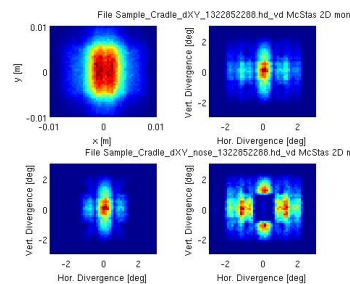 File Sample_Cradle_dXY_1322852288.hd_vd McStas 2D mon
0.01
0
-0.01
y [m]
-0.01
0
0.01
x [m]
2
0
-2
Vert. Divergence [deg]
-2
0
2
Hor. Divergence [deg]
File Sample_Cradle_dXY_nose_1322852288.hd_vd McStas 2D m
2
0
-2
Vert. Divergence [deg]
-2
0
2
Hor. Divergence [deg]
2
0
-2
Vert. Divergence [deg]
-2
0
2
Hor. Divergence [deg]